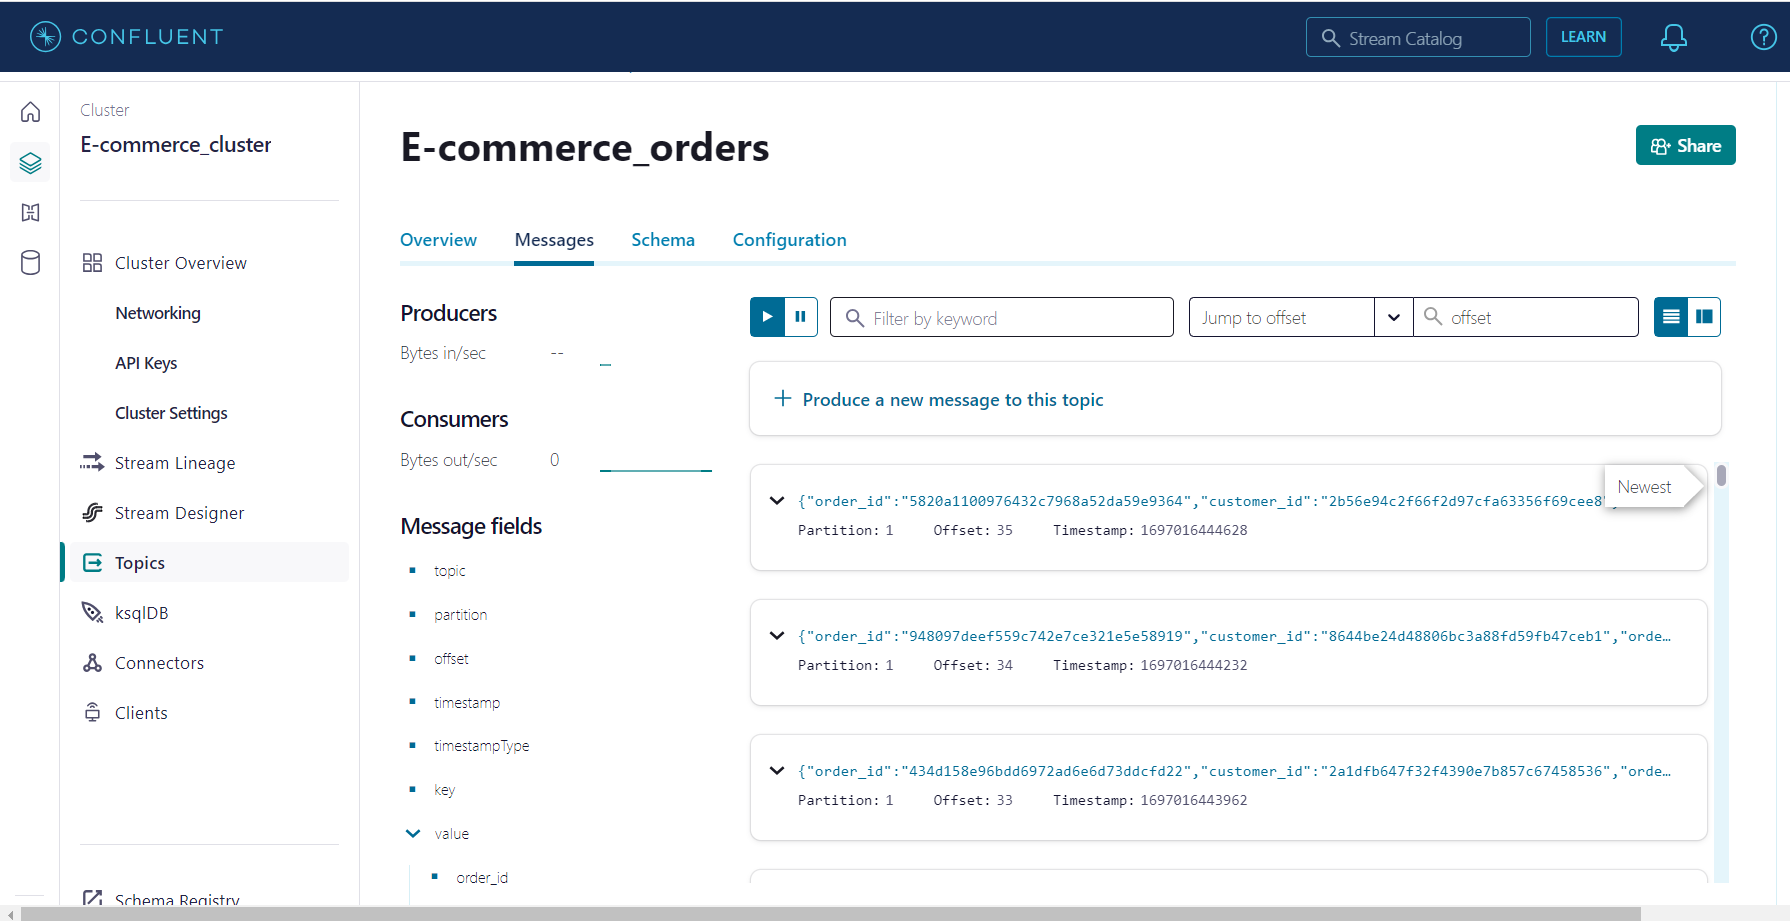 CONFLUENT
Stream Catalog
LEARN
Cluster
E-commerce_cluster
Cluster Overview
Networking
API Keys
Cluster Settings
Stream Lineage
Stream Designer
Topics
ksqlDB
Connectors
Clients
Schema Registry
E-commerce_orders
Share
Overview Messages Schema Configuration
Producers
Bytes in/sec --
Consumers
Bytes out/sec 0
Message fields
topic
partition
offset
timestamp
timestampType
key
value
order_id
Filter by keyword
Jump to offset
offset
Produce a new message to this topic
Newest
{"order_id":"5820a1100976432c7968a52da59e9364","customer_id":"2b56e94c2f66f2d97cfa63356f69cee8
Partition: 1 Offset: 35 Timestamp: 1697016444628
{"order_id":"948097deef559c742e7ce321e5e58919","customer_id":"8644be24d48806bc3a88fd59fb47ceb1","orde…
Partition: 1 Offset: 34 Timestamp: 1697016444232
{"order_id":"434d158e96bdd6972ad6e6d73ddcfd22","customer_id":"2a1dfb647f32f4390e7b857c67458536","orde…
Partition: 1 Offset: 33 Timestamp: 1697016443962